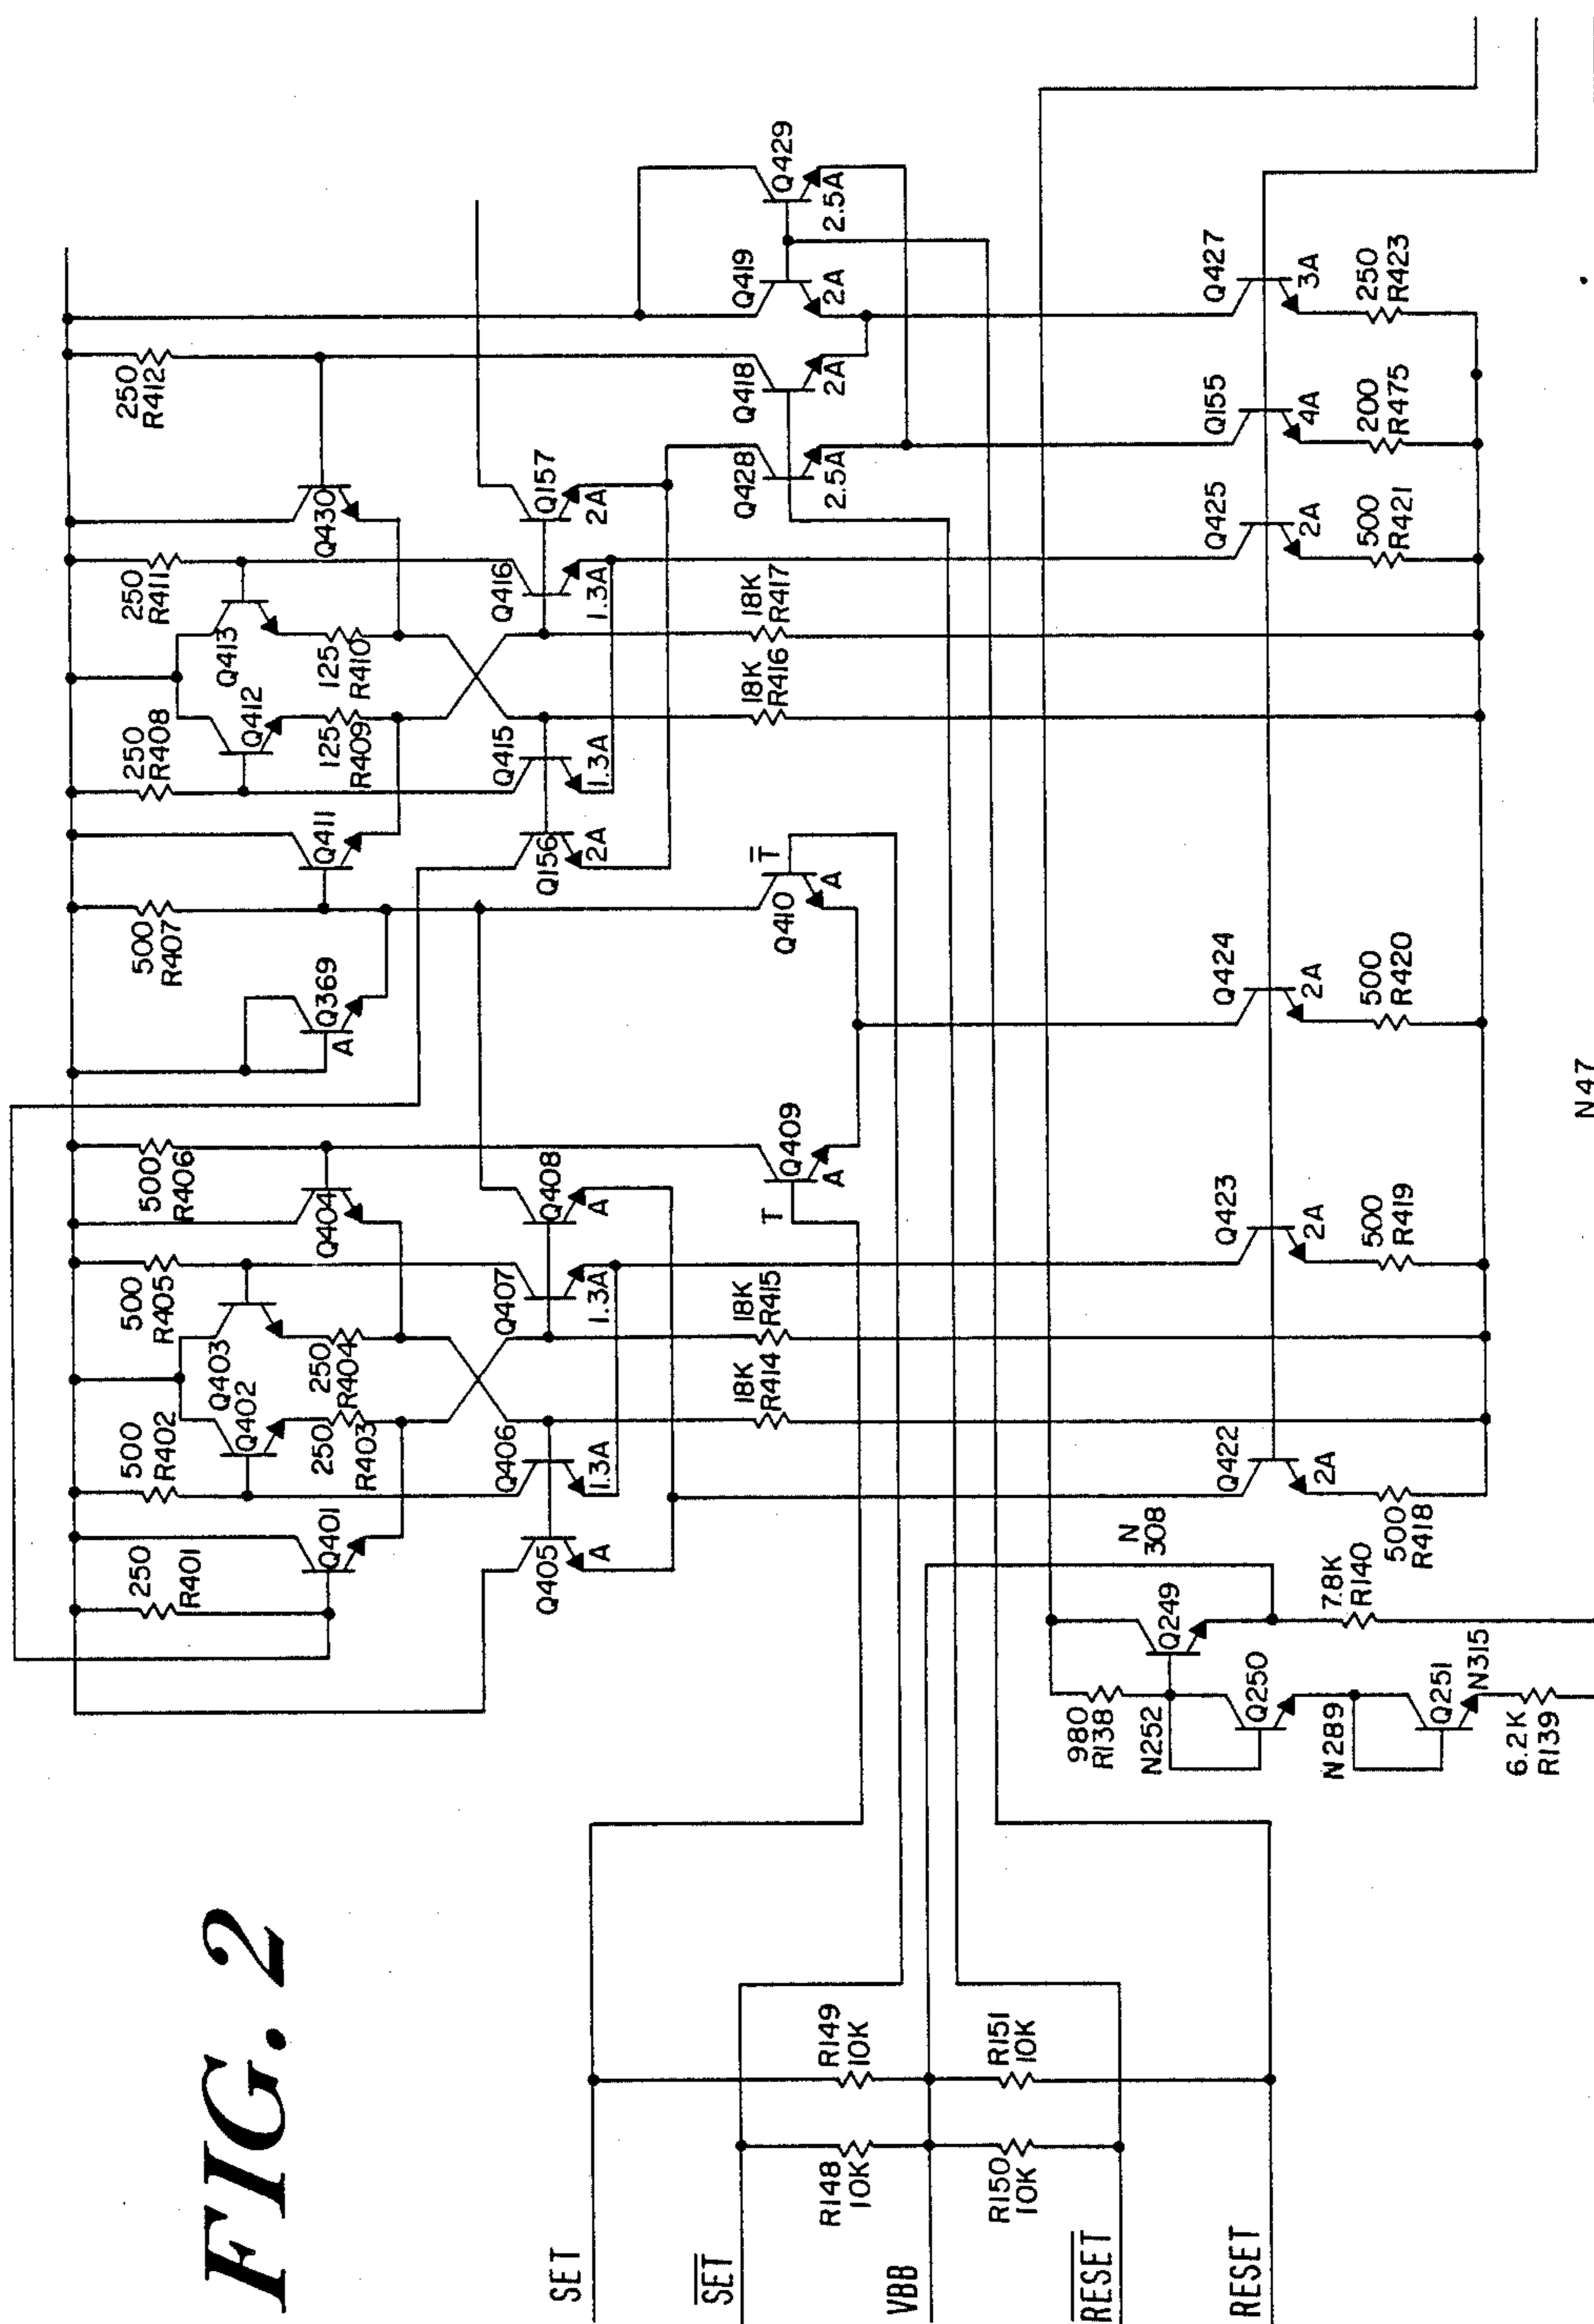 FIG. 2
SET
SET
VBB
RESET
RESET
R148
10K
R149
10K
R150
10K
R151
10K
250
R401
Q401
500
R402
Q402
Q403
500
R405
250
R403
250
R404
Q404
500
R406
Q369
A
500
R407
Q411
250
R408
Q412
Q413
250
R411
125
R409
125
R410
Q430
250
R412
Q405
A
Q406
1.3A
Q407
1.3A
Q408
A
Q156
2A
Q415
1.3A
Q416
1.3A
Q157
2A
18K
R414
18K
R415
T
Q409
A
Q410
T
A
18K
R416
18K
R417
Q428
2.5A
Q418
2A
Q419
2A
Q429
2.5A
980
R138
N252
Q249
Q250
N289
Q251
N315
6.2K
R139
7.8K
R140
N
308
Q422
2A
500
R418
Q423
2A
500
R419
Q424
2A
500
R420
Q425
2A
500
R421
Q155
4A
200
R475
Q427
3A
250
R423
N47